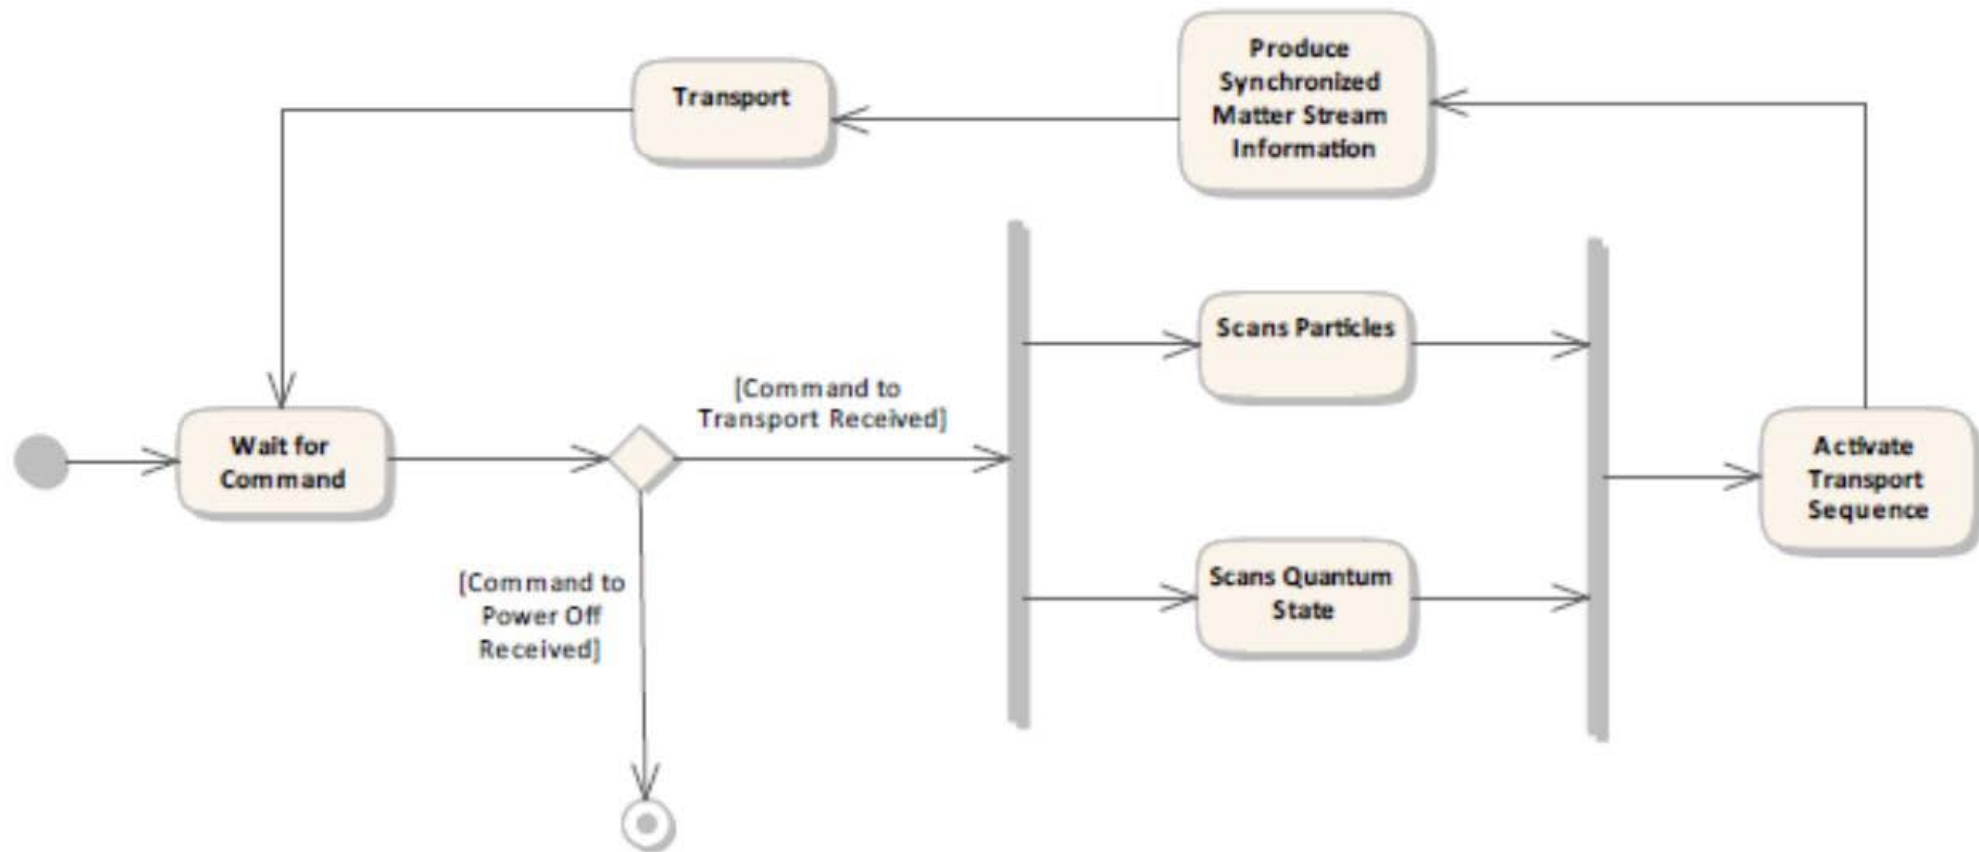 Produce
Synchronized
Matter Stream
Information
Transport
Scans Particles
[Command to
Transport Received]
Wait for
Command
Activate
Transport
Sequence
[Command to
Power Off
Received]
Scans Quantum
State